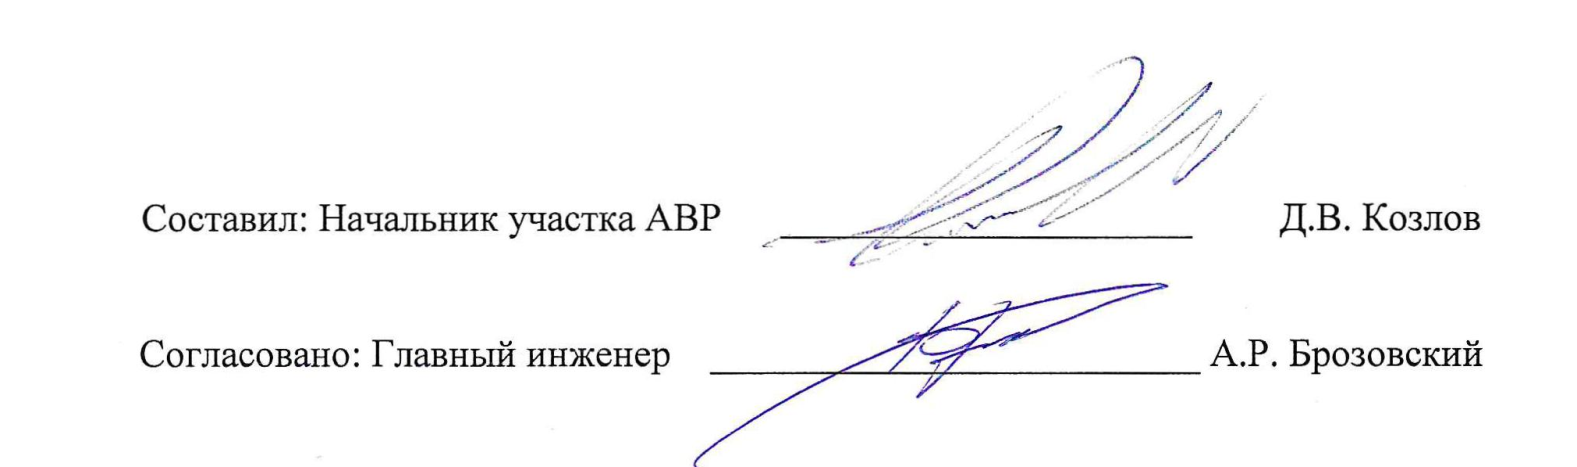 Составил: Начальник участка АВР Д.В. Козлов
Согласовано: Главный инженер А.Р. Брозовский